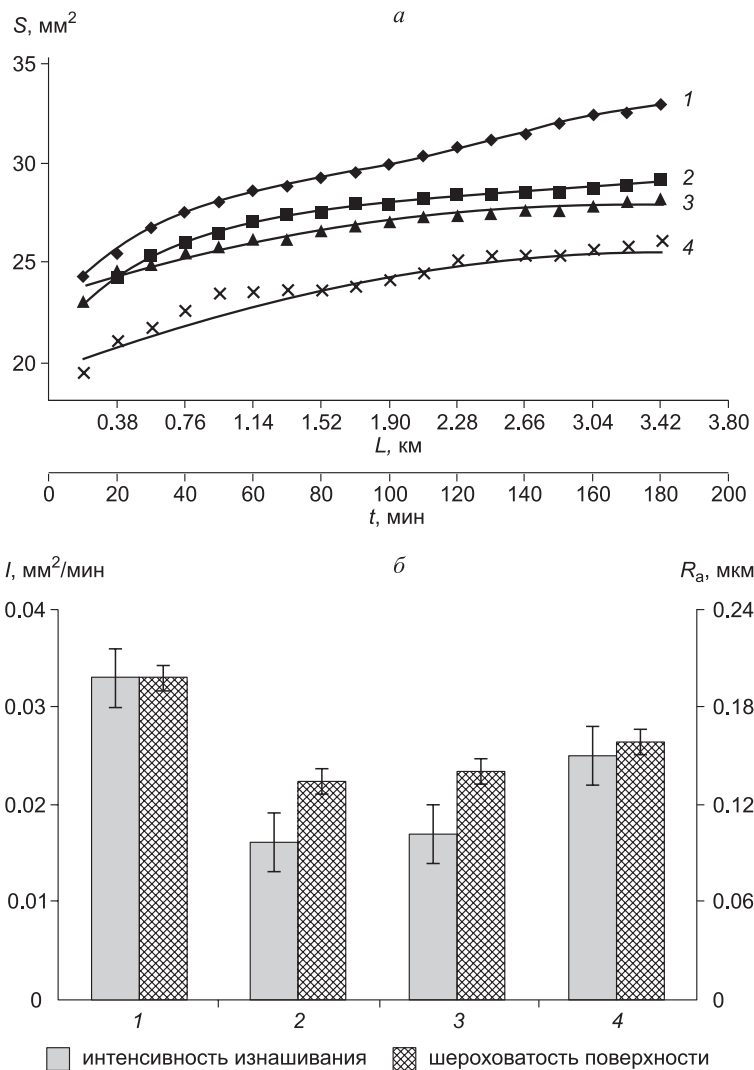 а
S, мм²
35
30
25
20
1
2
3
4
0.38 0.76 1.14 1.52 1.90 2.28 2.66 3.04 3.42 3.80
L, км
0 20 40 60 80 100 120 140 160 180 200
t, мин
б
I, мм²/мин
Rₐ, мкм
0.04 0.24
0.03 0.18
0.02 0.12
0.01 0.06
0 0
1 2 3 4
интенсивность изнашивания шероховатость поверхности